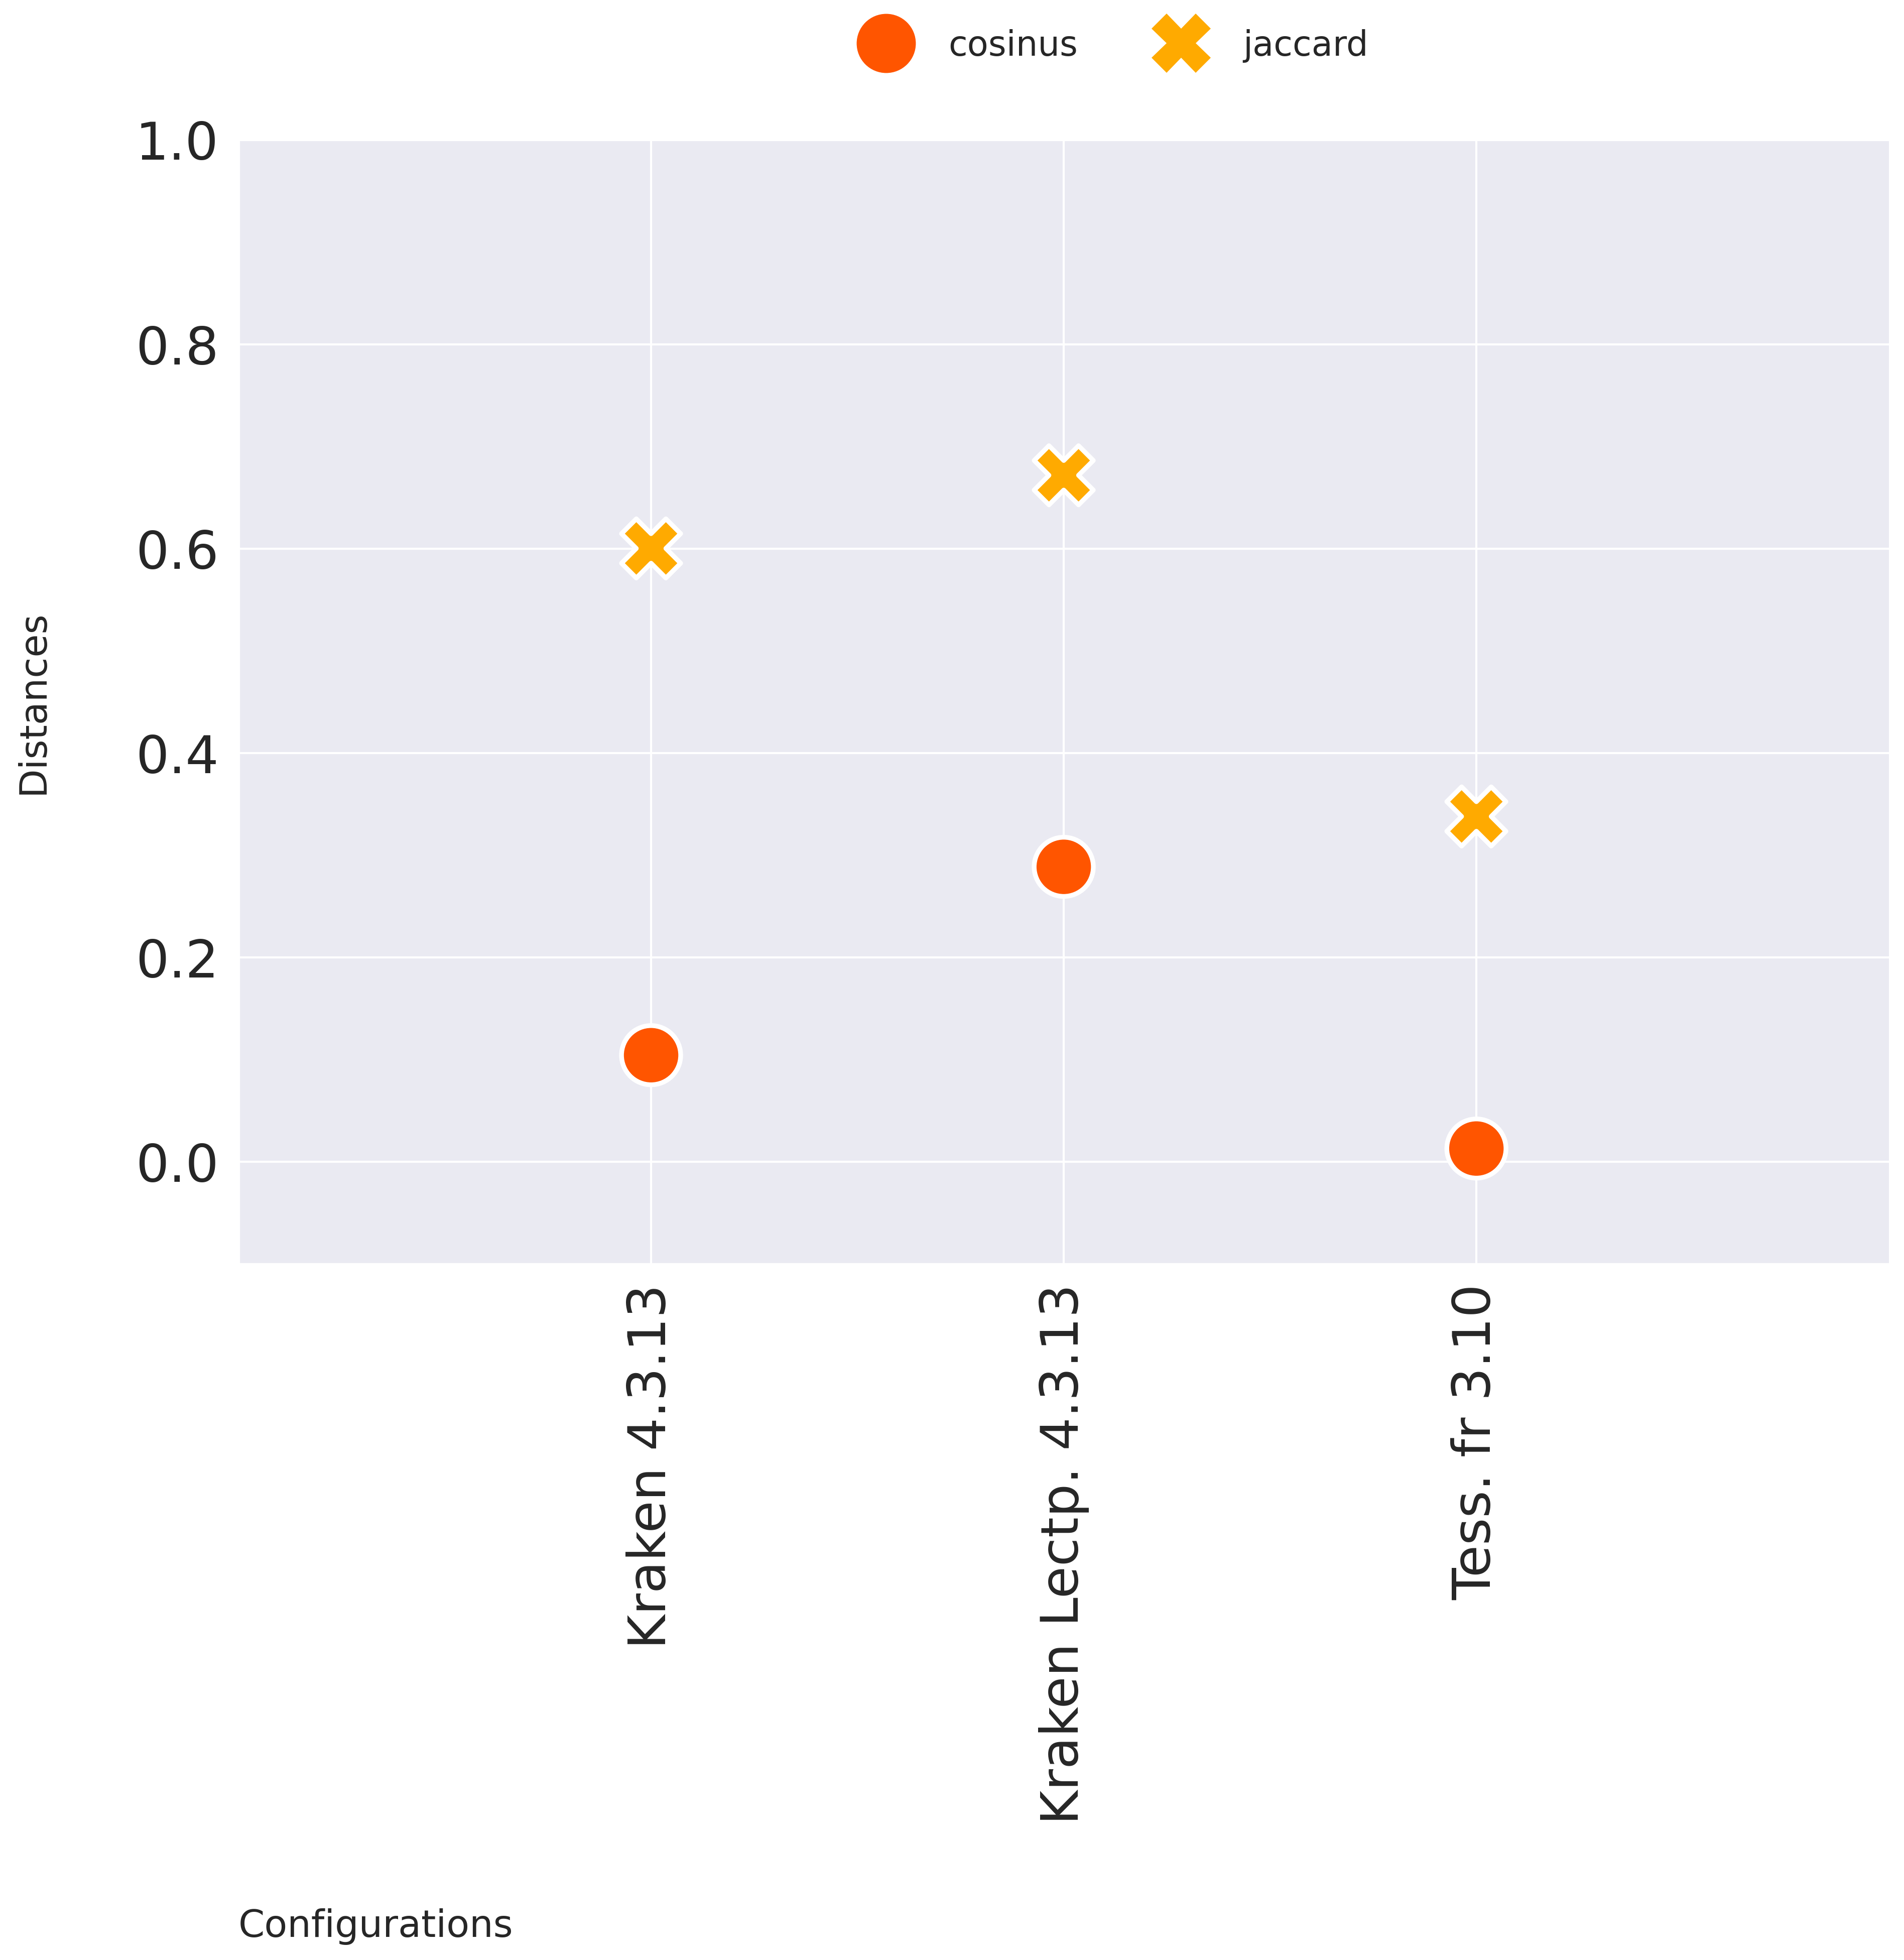 cosinus jaccard
1.0
0.8
0.6
0.4
0.2
0.0
Distances
Kraken 4.3.13
Kraken Lectp. 4.3.13
Tess. fr 3.10
Configurations